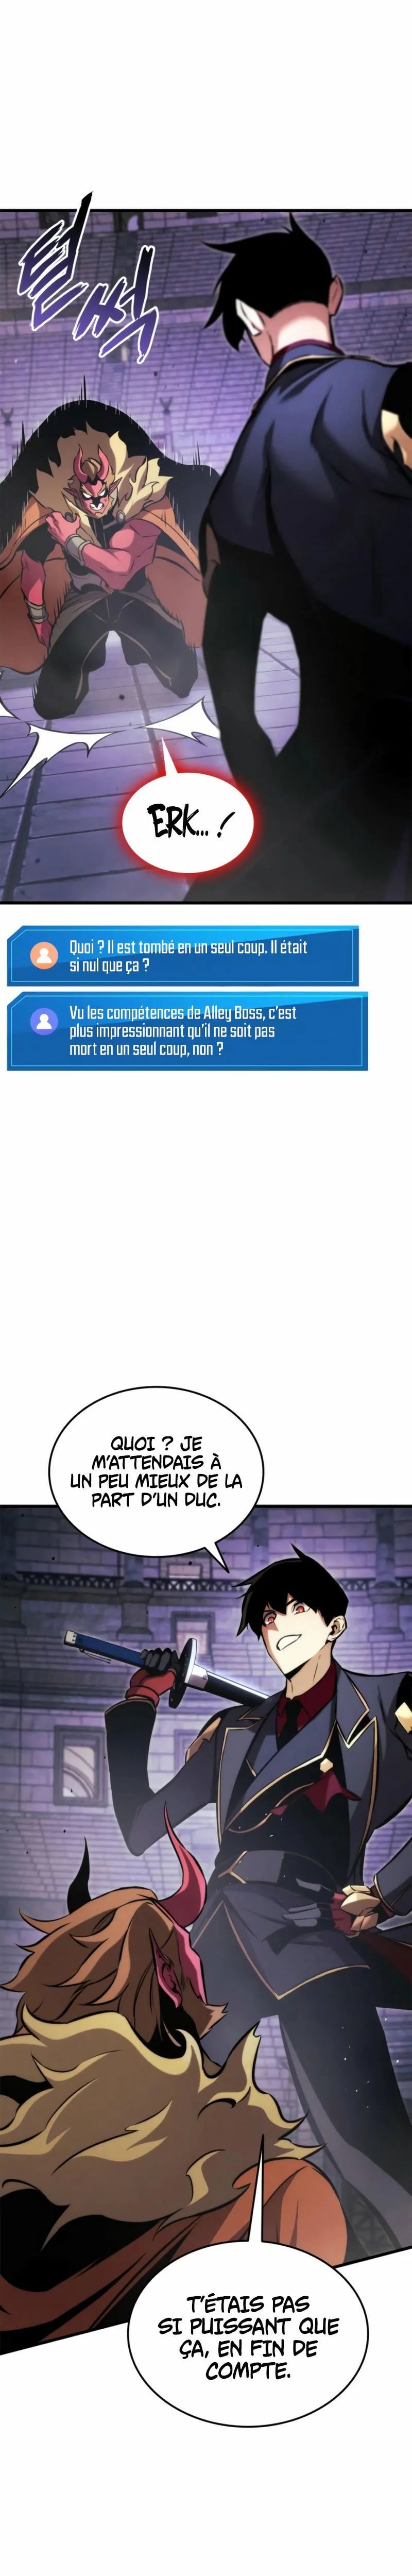 털썩
ERK... !
Quoi ? Il est tombé en un seul coup. Il était
si nul que ça ?
Vu les compétences de Alley Boss, c'est
plus impressionnant qu'il ne soit pas
mort en un seul coup, non ?
QUOI ? JE
M'ATTENDAIS À
UN PEU MIEUX DE LA
PART D'UN DUC.
T'ÉTAIS PAS
SI PUISSANT QUE
ÇA, EN FIN DE
COMPTE.